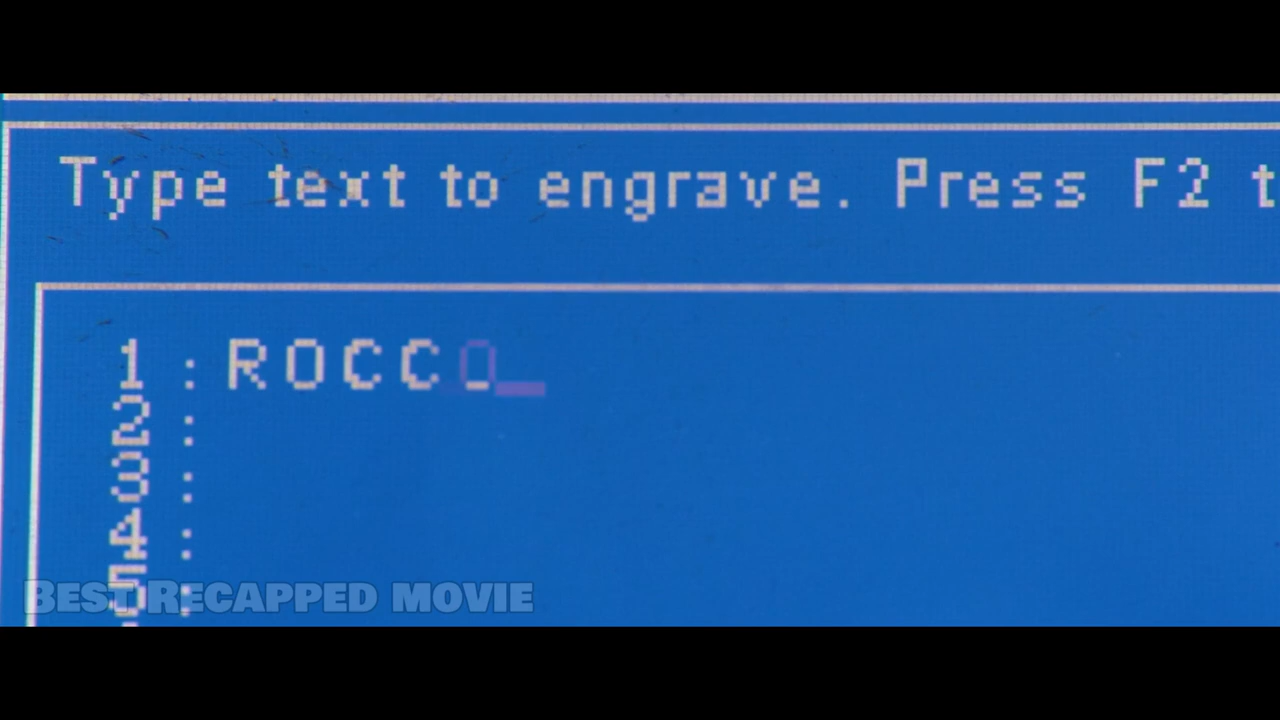 Type text to engrave. Press F2 t
1 : ROCCO_
2 :
3 :
4 :
5 :
BEST RECAPPED MOVIE